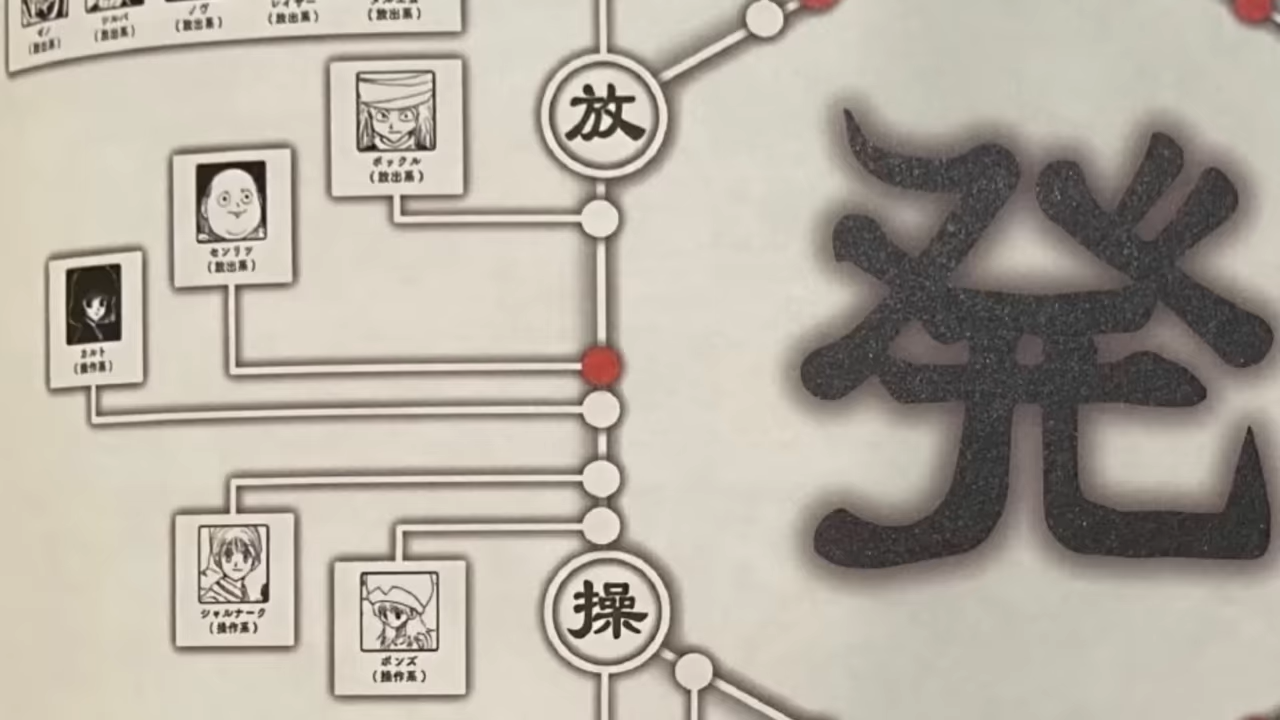 (放出系)
(放出系)
ノヴ
(放出系)
(放出系)
(放出系)
放
ポックル
(放出系)
センリツ
(放出系)
カルト
(操作系)
発
シャルナーク
(操作系)
ポンズ
(操作系)
操